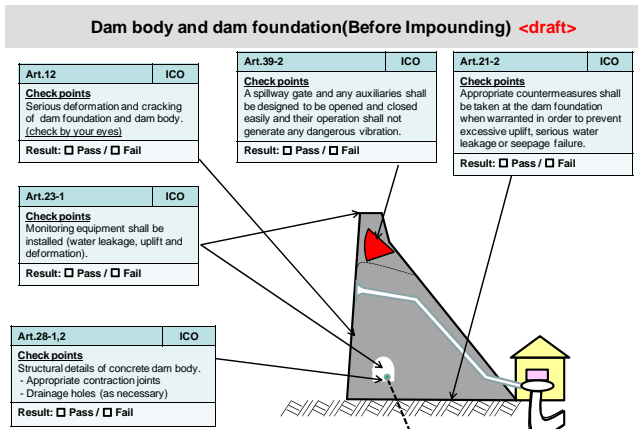 Dam body and dam foundation(Before Impounding) <draft>
Art.12 ICO
Check points
Serious deformation and cracking
of dam foundation and dam body.
(check by your eyes)
Result: ☐ Pass / ☐ Fail
Art.39-2 ICO
Check points
A spillway gate and any auxiliaries shall
be designed to be opened and closed
easily and their operation shall not
generate any dangerous vibration.
Result: ☐ Pass / ☐ Fail
Art.21-2 ICO
Check points
Appropriate countermeasures shall
be taken at the dam foundation
when warranted in order to prevent
excessive uplift, serious water
leakage or seepage failure.
Result: ☐ Pass / ☐ Fail
Art.23-1 ICO
Check points
Monitoring equipment shall be
installed (water leakage, uplift and
deformation).
Result: ☐ Pass / ☐ Fail
Art.28-1,2 ICO
Check points
Structural details of concrete dam body.
- Appropriate contraction joints
- Drainage holes (as necessary)
Result: ☐ Pass / ☐ Fail